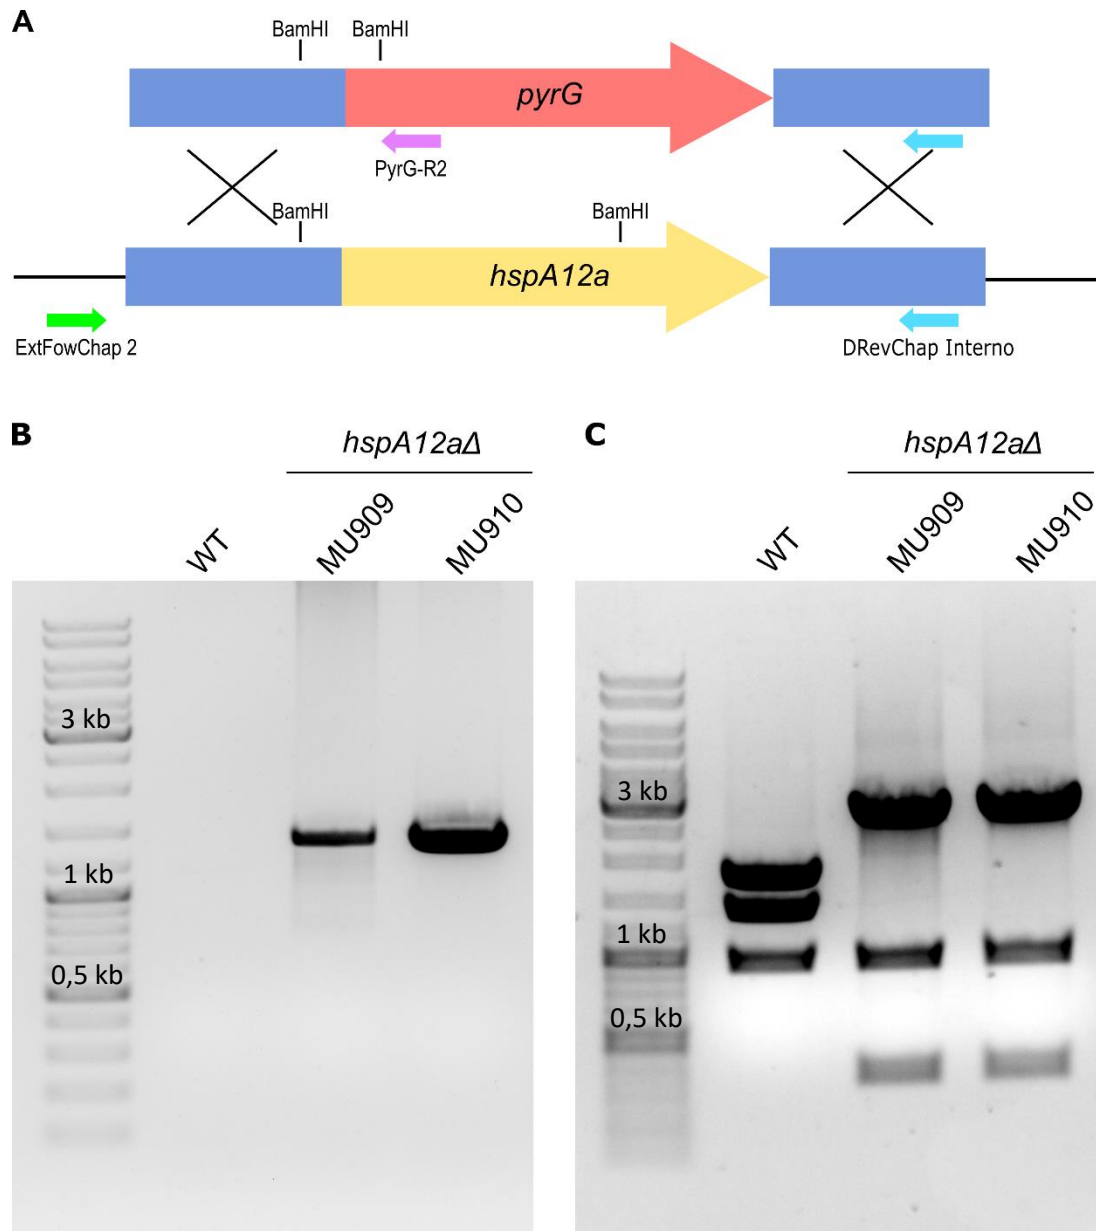 A
BamHI BamHI
pyrG
PyrG-R2
BamHI BamHI
hspA12a
ExtFowChap 2 DRevChap Interno
B C
hspA12aΔ hspA12aΔ
WT MU909 MU910 WT MU909 MU910
3 kb 3 kb
1 kb 1 kb
0,5 kb 0,5 kb